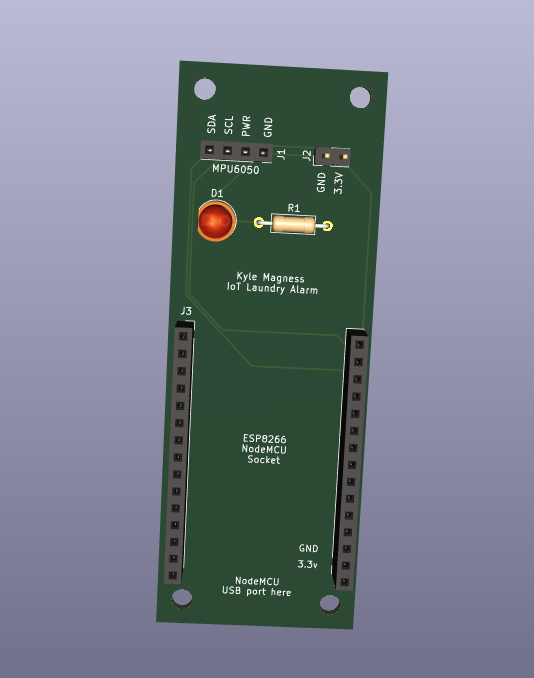 SDA SCL PWR GND
J1
J2
MPU6050
GND 3.3V
D1
R1
Kyle Magness
IoT Laundry Alarm
J3
ESP8266
NodeMCU
Socket
GND
3.3v
NodeMCU
USB port here